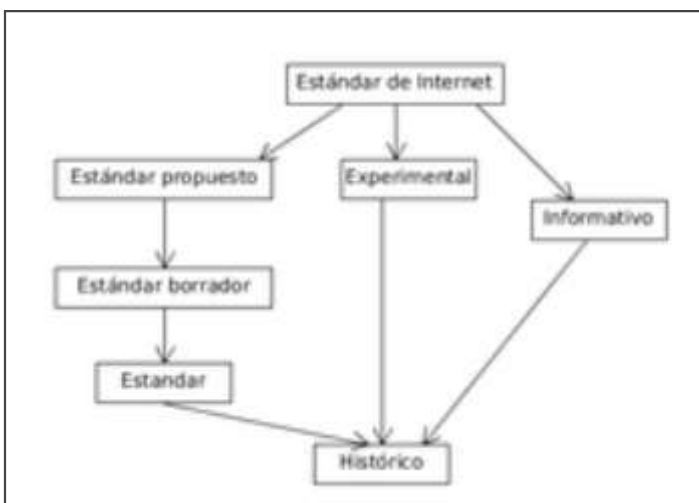 Estándar de Internet
Estándar propuesto
Experimental
Informativo
Estándar borrador
Estandar
Histórico